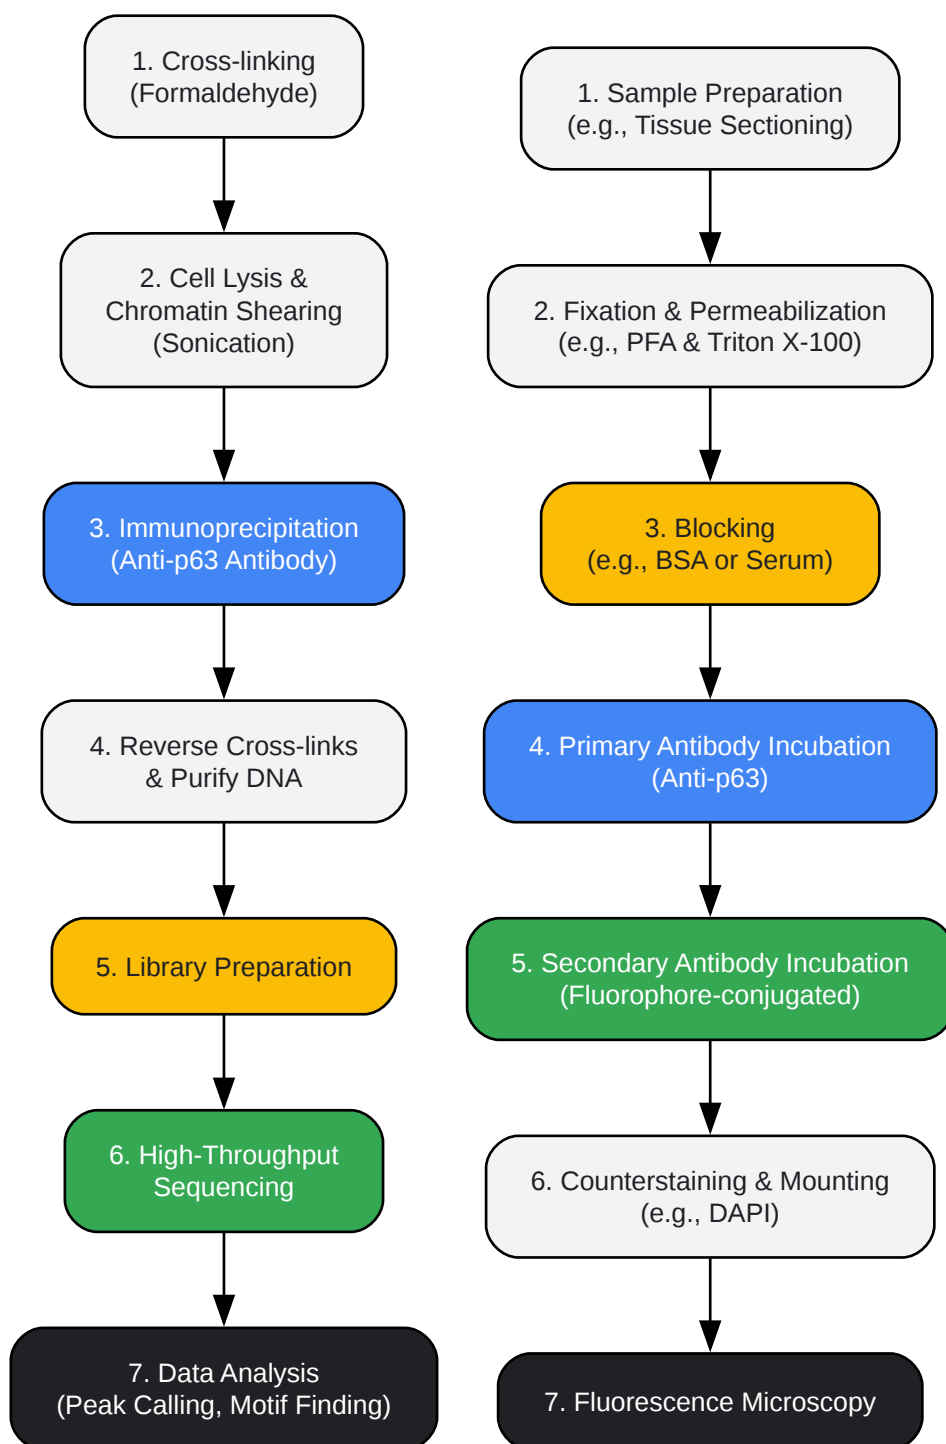 1. Cross-linking
(Formaldehyde)
2. Cell Lysis &
Chromatin Shearing
(Sonication)
3. Immunoprecipitation
(Anti-p63 Antibody)
4. Reverse Cross-links
& Purify DNA
5. Library Preparation
6. High-Throughput
Sequencing
7. Data Analysis
(Peak Calling, Motif Finding)
1. Sample Preparation
(e.g., Tissue Sectioning)
2. Fixation & Permeabilization
(e.g., PFA & Triton X-100)
3. Blocking
(e.g., BSA or Serum)
4. Primary Antibody Incubation
(Anti-p63)
5. Secondary Antibody Incubation
(Fluorophore-conjugated)
6. Counterstaining & Mounting
(e.g., DAPI)
7. Fluorescence Microscopy